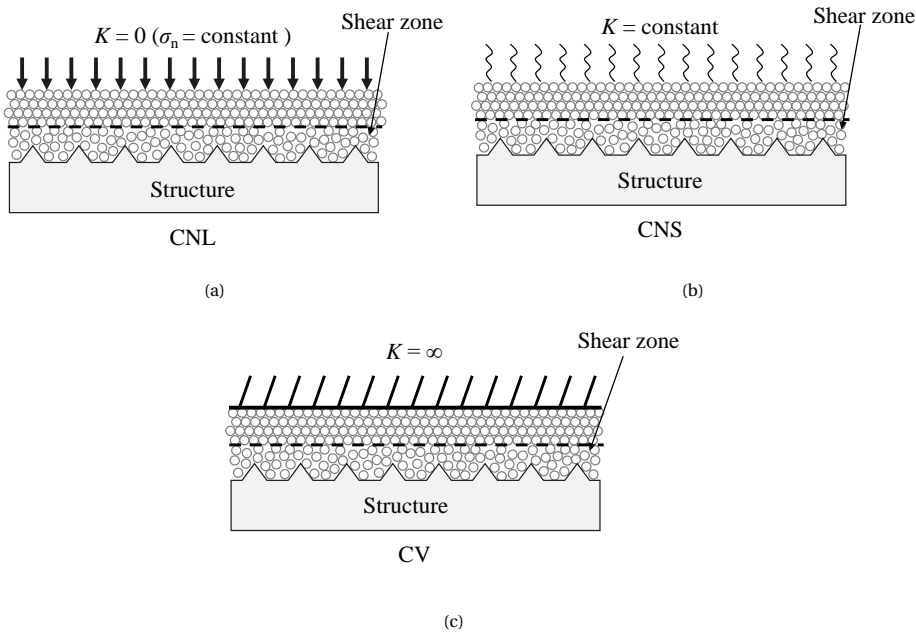 Shear zone
K = 0 (σn = constant )
Structure
CNL
(a)
Shear zone
K = constant
Structure
CNS
(b)
Shear zone
K = ∞
Structure
CV
(c)